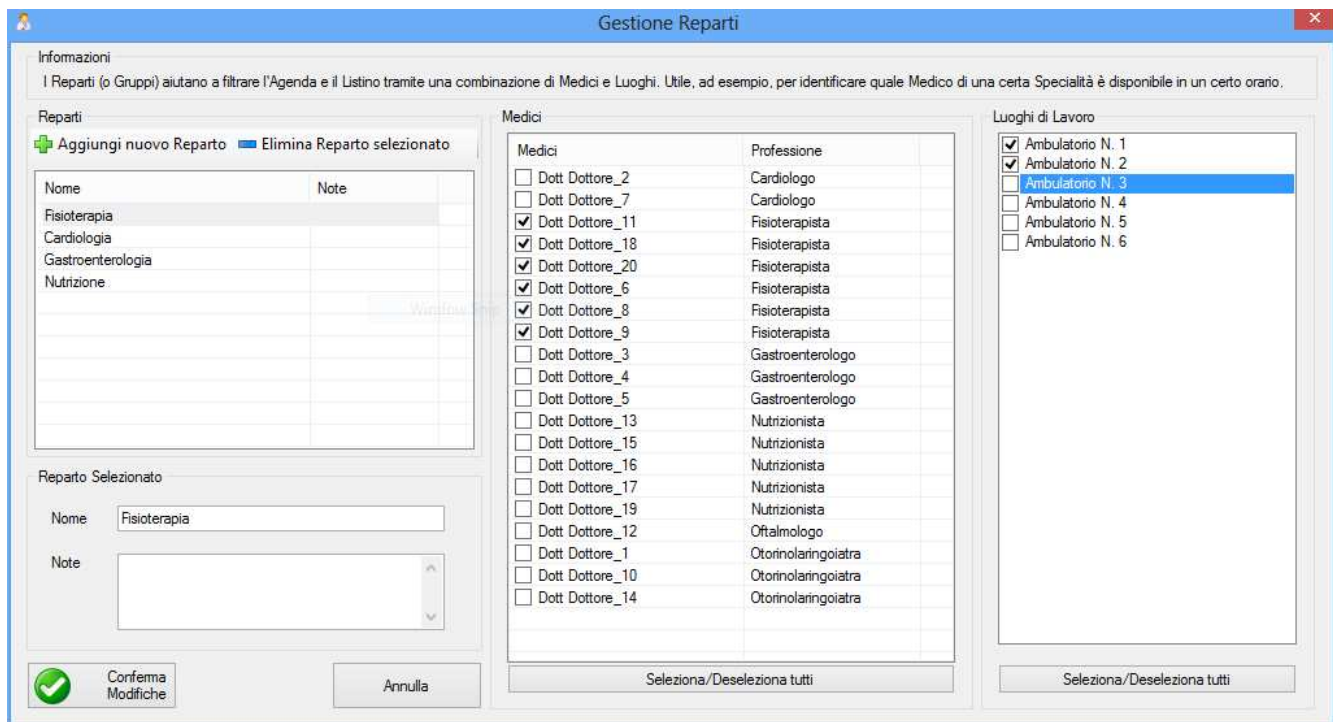 Gestione Reparti
Informazioni
I Reparti (o Gruppi) aiutano a filtrare l'Agenda e il Listino tramite una combinazione di Medici e Luoghi. Utile, ad esempio, per identificare quale Medico di una certa Specialità è disponibile in un certo orario.
Reparti
Aggiungi nuovo Reparto Elimina Reparto selezionato
Nome Note
Fisioterapia
Cardiologia
Gastroenterologia
Nutrizione
Reparto Selezionato
Nome Fisioterapia
Note
Conferma
Modifiche
Annulla
Medici
Medici Professione
Dott Dottore_2 Cardiologo
Dott Dottore_7 Cardiologo
Dott Dottore_11 Fisioterapista
Dott Dottore_18 Fisioterapista
Dott Dottore_20 Fisioterapista
Dott Dottore_6 Fisioterapista
Dott Dottore_8 Fisioterapista
Dott Dottore_9 Fisioterapista
Dott Dottore_3 Gastroenterologo
Dott Dottore_4 Gastroenterologo
Dott Dottore_5 Gastroenterologo
Dott Dottore_13 Nutrizionista
Dott Dottore_15 Nutrizionista
Dott Dottore_16 Nutrizionista
Dott Dottore_17 Nutrizionista
Dott Dottore_19 Nutrizionista
Dott Dottore_12 Oftalmologo
Dott Dottore_1 Otorinolaringoiatra
Dott Dottore_10 Otorinolaringoiatra
Dott Dottore_14 Otorinolaringoiatra
Seleziona/Deseleziona tutti
Luoghi di Lavoro
Ambulatorio N. 1
Ambulatorio N. 2
Ambulatorio N. 3
Ambulatorio N. 4
Ambulatorio N. 5
Ambulatorio N. 6
Seleziona/Deseleziona tutti